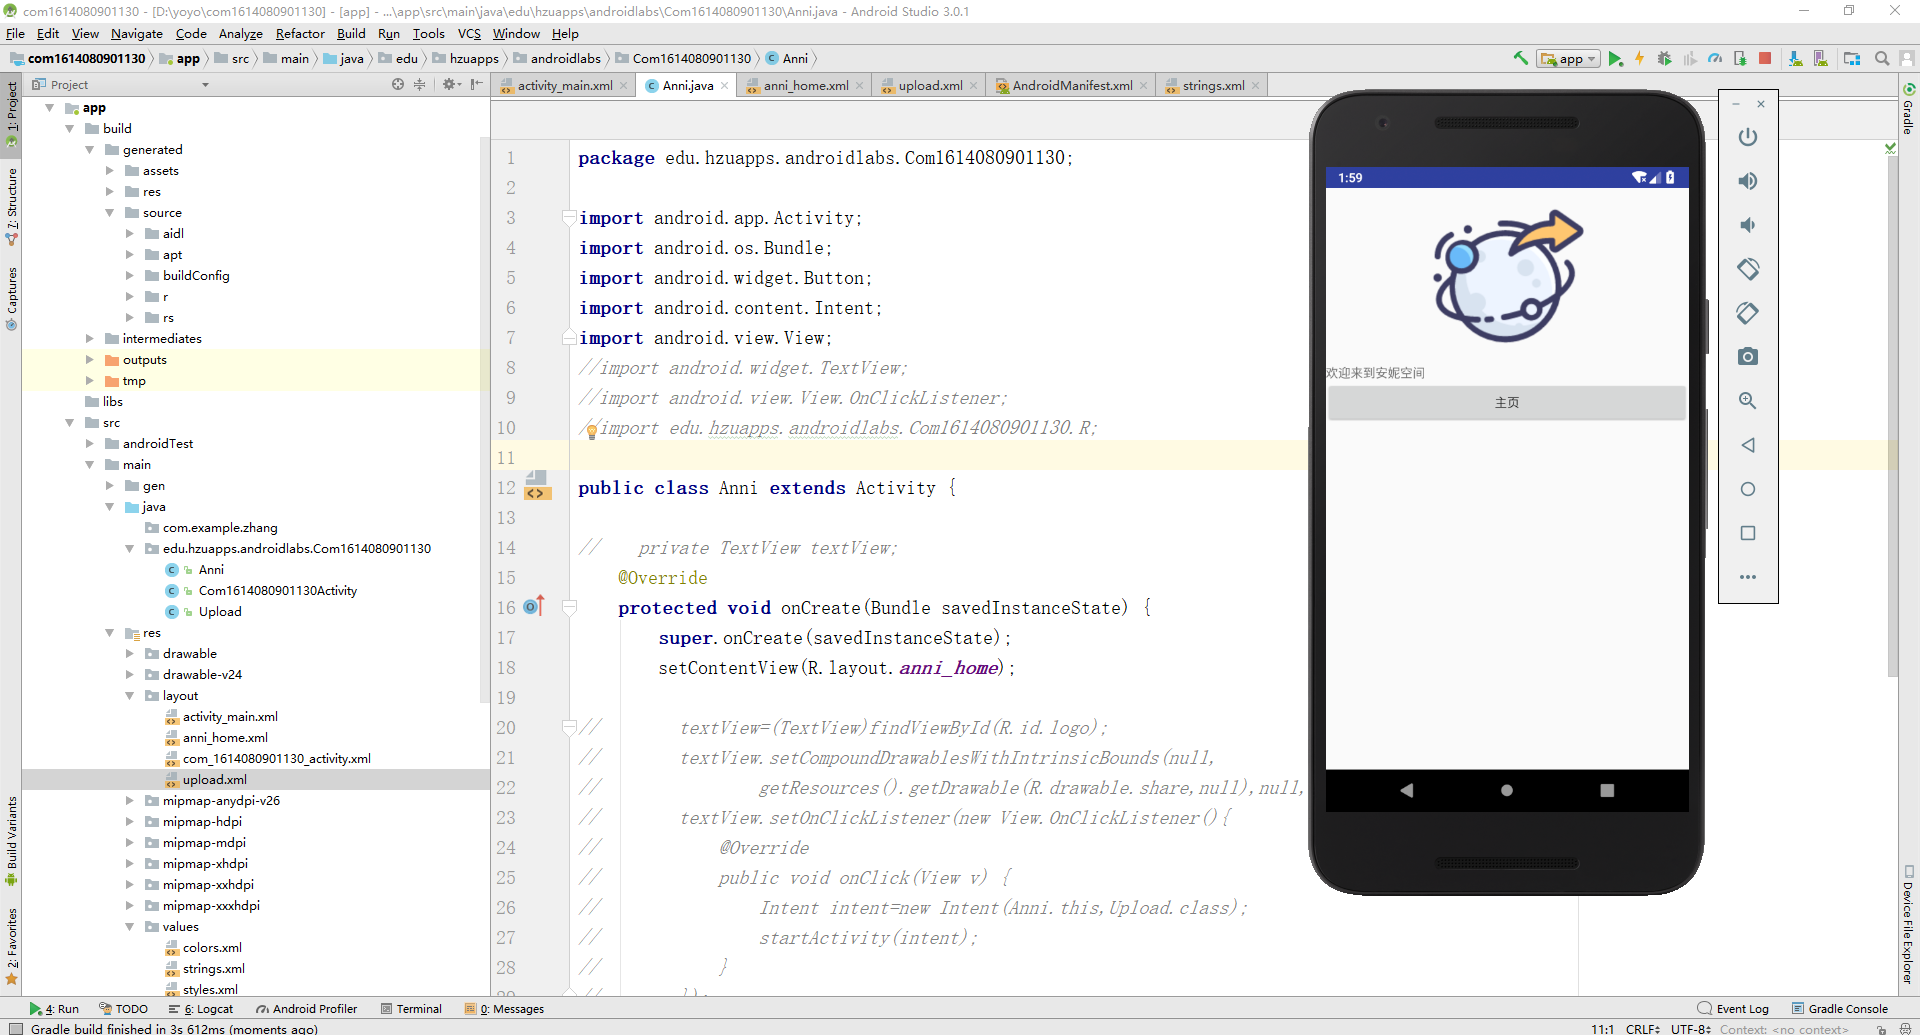 com1614080901130 - [D:\yoyo\com1614080901130] - [app] - ...\app\src\main\java\edu\hzuapps\androidlabs\Com1614080901130\Anni.java - Android Studio 3.0.1
File Edit View Navigate Code Analyze Refactor Build Run Tools VCS Window Help
com1614080901130 app src main java edu hzuapps androidlabs Com1614080901130 Anni
app
Project
activity_main.xml Anni.java anni_home.xml upload.xml AndroidManifest.xml strings.xml
1: Project
7: Structure
Captures
Build Variants
2: Favorites
app
build
generated
assets
res
source
aidl
apt
buildConfig
r
rs
intermediates
outputs
tmp
libs
src
androidTest
main
gen
java
com.example.zhang
edu.hzuapps.androidlabs.Com1614080901130
Anni
Com1614080901130Activity
Upload
res
drawable
drawable-v24
layout
activity_main.xml
anni_home.xml
com_1614080901130_activity.xml
upload.xml
mipmap-anydpi-v26
mipmap-hdpi
mipmap-mdpi
mipmap-xhdpi
mipmap-xxhdpi
mipmap-xxxhdpi
values
colors.xml
strings.xml
styles.xml
1 package edu.hzuapps.androidlabs.Com1614080901130;
2
3 import android.app.Activity;
4 import android.os.Bundle;
5 import android.widget.Button;
6 import android.content.Intent;
7 import android.view.View;
8 //import android.widget.TextView;
9 //import android.view.View.OnClickListener;
10 //import edu.hzuapps.androidlabs.Com1614080901130.R;
11
12 public class Anni extends Activity {
13
14 // private TextView textView;
15 @Override
16 protected void onCreate(Bundle savedInstanceState) {
17 super.onCreate(savedInstanceState);
18 setContentView(R.layout.anni_home);
19
20 // textView=(TextView)findViewById(R.id.logo);
21 // textView.setCompoundDrawablesWithIntrinsicBounds(null,
22 // getResources().getDrawable(R.drawable.share,null),null,
23 // textView.setOnClickListener(new View.OnClickListener(){
24 // @Override
25 // public void onClick(View v) {
26 // Intent intent=new Intent(Anni.this,Upload.class);
27 // startActivity(intent);
28 // }
29 // });
1:59
欢迎来到安妮空间
主页
Gradle
Device File Explorer
4: Run TODO 6: Logcat Android Profiler Terminal 0: Messages Event Log Gradle Console
Gradle build finished in 3s 612ms (moments ago) 11:1 CRLF UTF-8 Context: <no context>